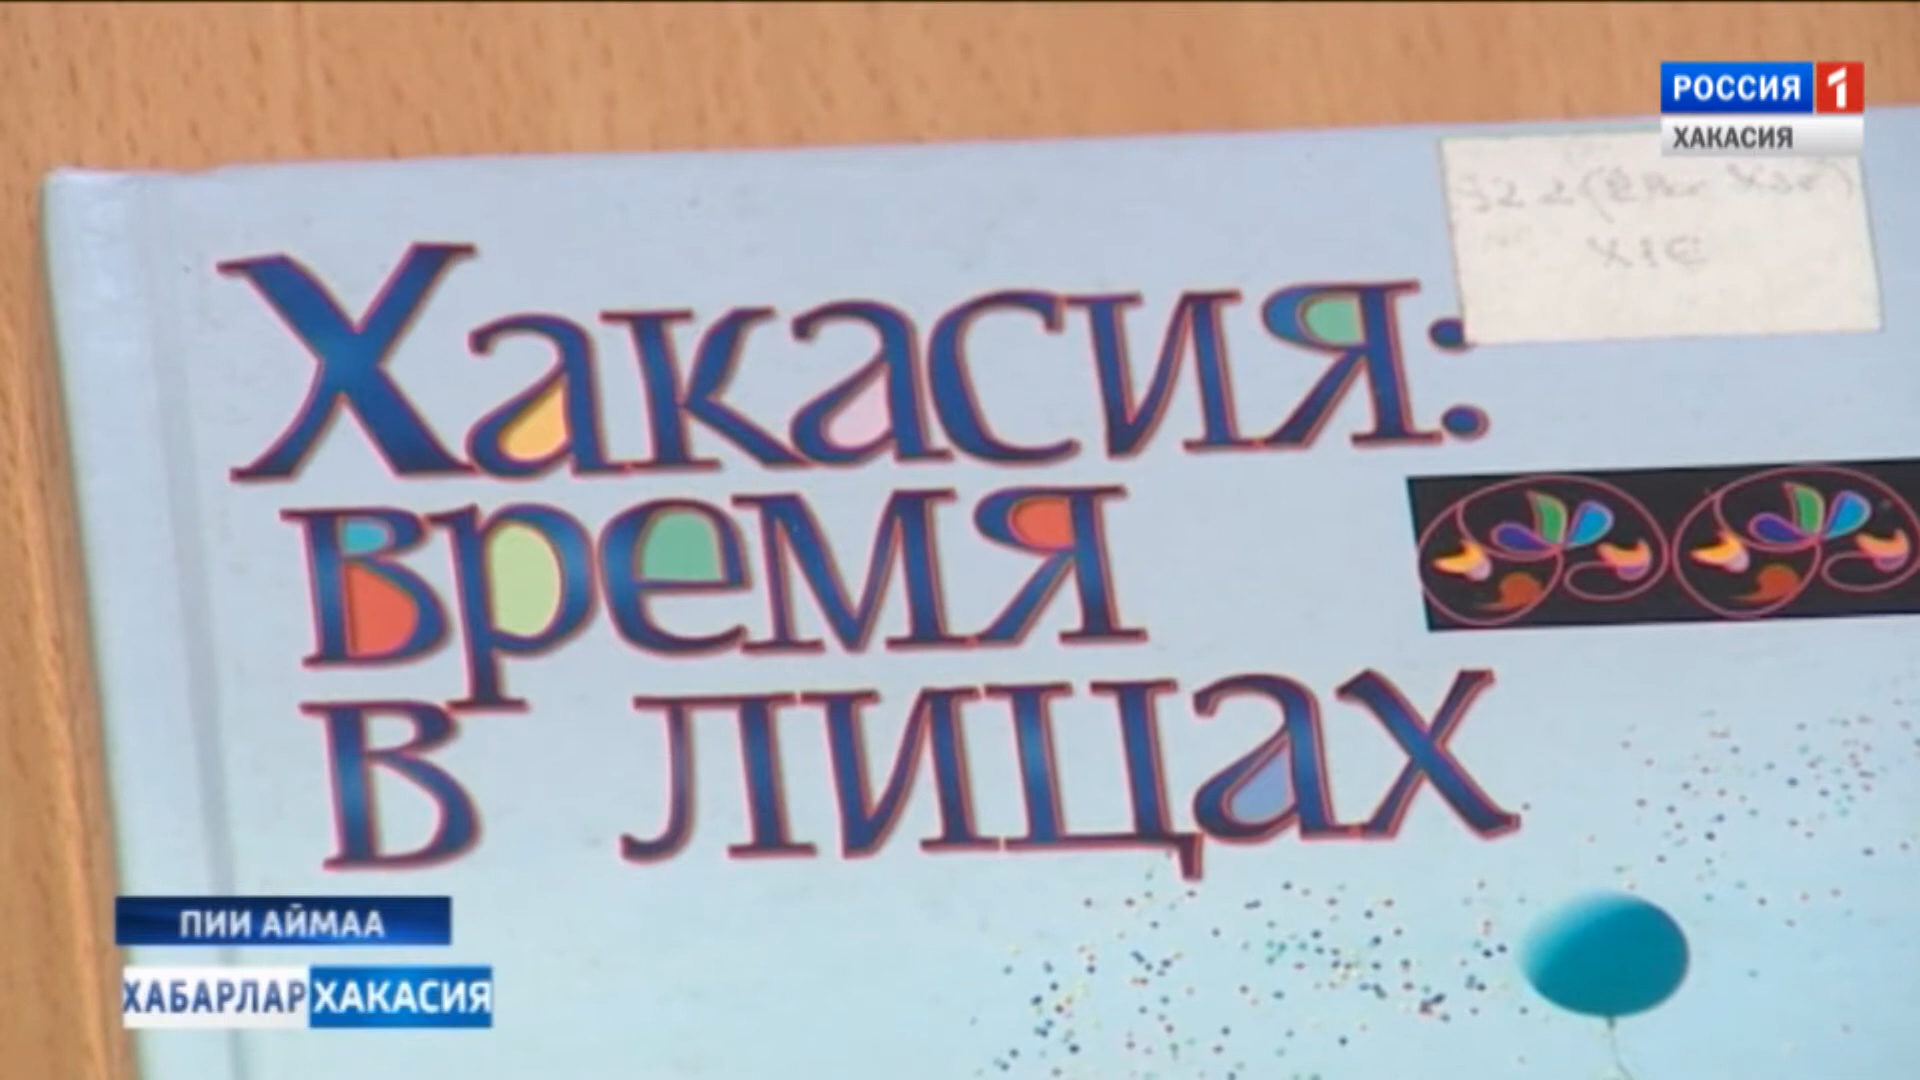 РОССИЯ 1
ХАКАСИЯ
Хакасия:
время
в лицах
ПИИ АЙМАА
ХАБАРЛАР ХАКАСИЯ